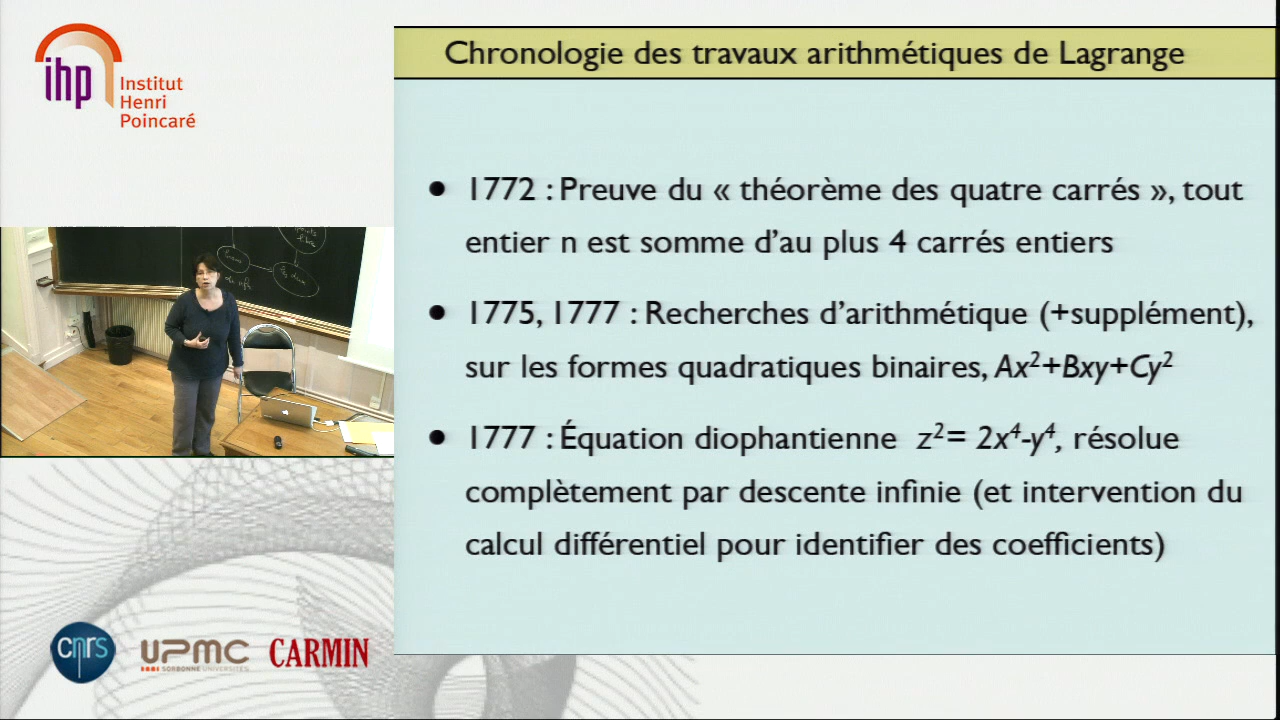 ihp
Institut
Henri
Poincaré
Chronologie des travaux arithmétiques de Lagrange
• 1772 : Preuve du « théorème des quatre carrés », tout
entier n est somme d'au plus 4 carrés entiers
• 1775, 1777 : Recherches d'arithmétique (+supplément),
sur les formes quadratiques binaires, Ax²+Bxy+Cy²
• 1777 : Équation diophantienne z²= 2x⁴-y⁴, résolue
complètement par descente infinie (et intervention du
calcul différentiel pour identifier des coefficients)
cnrs
UPMC
SORBONNE UNIVERSITÉS
CARMIN